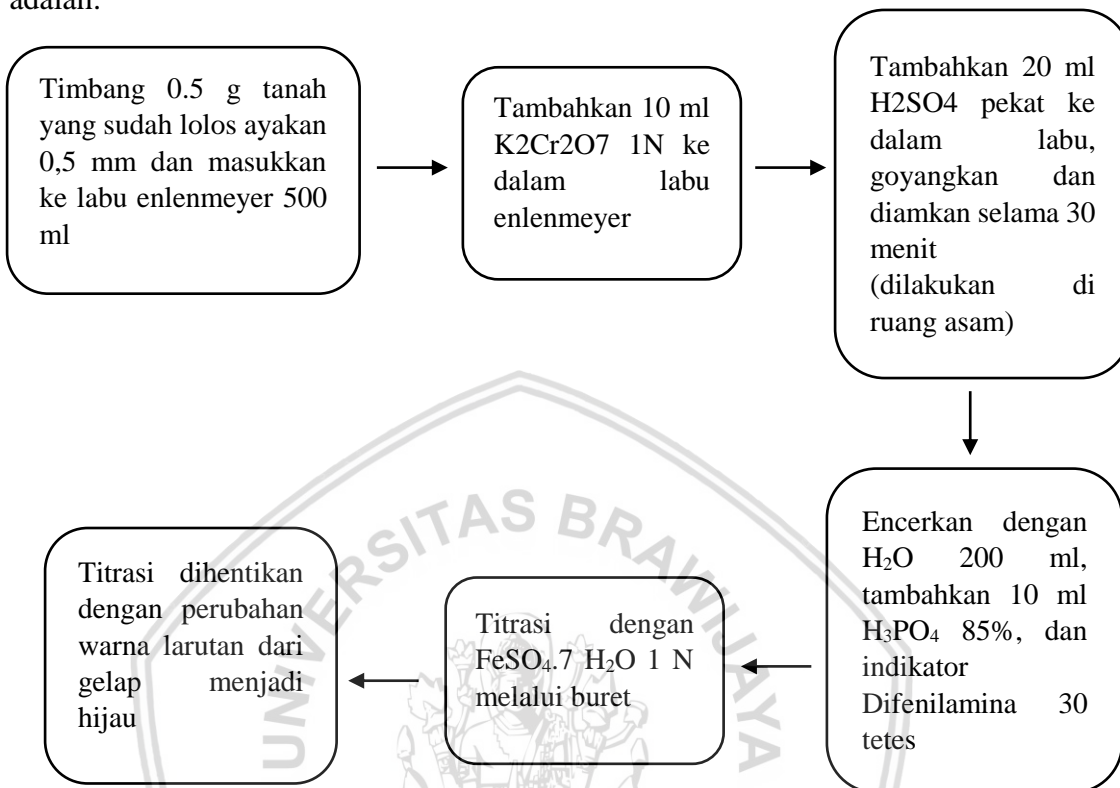 adalah:
Timbang 0.5 g tanah
yang sudah lolos ayakan
0,5 mm dan masukkan
ke labu enlenmeyer 500
ml
Tambahkan 10 ml
K2Cr2O7 1N ke
dalam labu
enlenmeyer
Tambahkan 20 ml
H2SO4 pekat ke
dalam labu,
goyangkan dan
diamkan selama 30
menit
(dilakukan di
ruang asam)
Encerkan dengan
H₂O 200 ml,
tambahkan 10 ml
H₃PO₄ 85%, dan
indikator
Difenilamina 30
tetes
Titrasi dengan
FeSO₄.7 H₂O 1 N
melalui buret
Titrasi dihentikan
dengan perubahan
warna larutan dari
gelap menjadi
hijau
UNIVERSITAS BRAWIJAYA